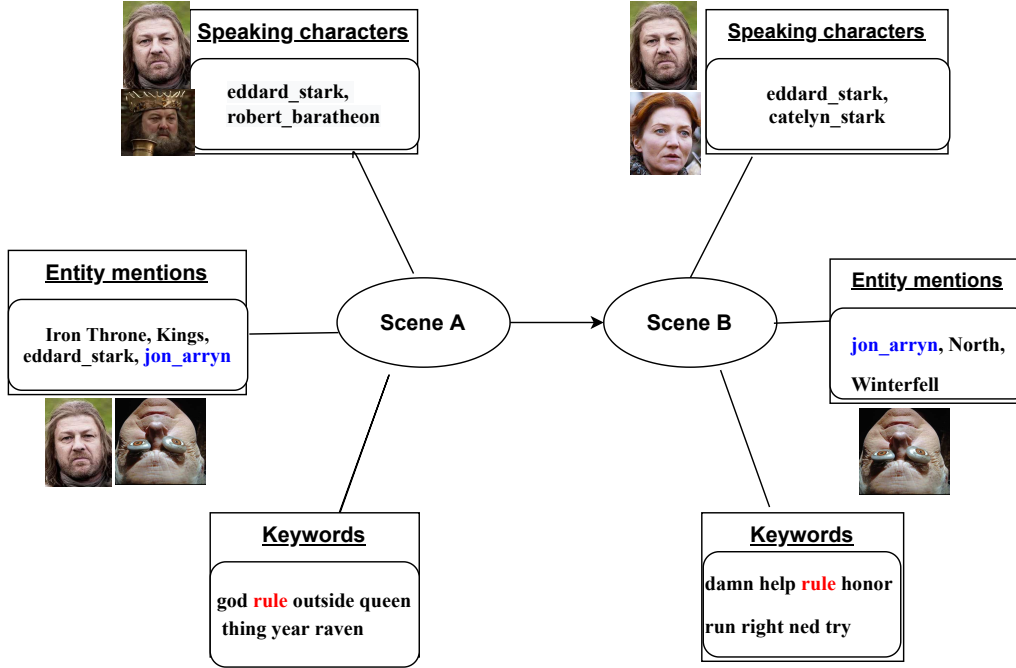 Speaking characters
eddard_stark,
robert_baratheon
Speaking characters
eddard_stark,
catelyn_stark
Entity mentions
Iron Throne, Kings,
eddard_stark, jon_arryn
Scene A
Scene B
Entity mentions
jon_arryn, North,
Winterfell
Keywords
god rule outside queen
thing year raven
Keywords
damn help rule honor
run right ned try